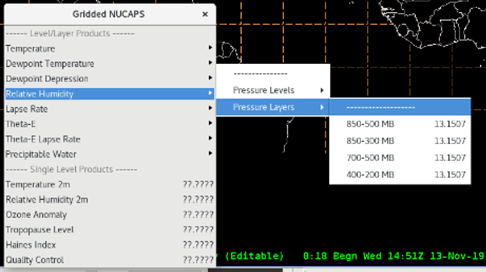 Gridded NUCAPS ×
------ Level/Layer Products ------
Temperature
Dewpoint Temperature
Dewpoint Depression
Relative Humidity
Lapse Rate
Theta-E
Theta-E Lapse Rate
Precipitable Water
------ Single Level Products ------
Temperature 2m ??.????
Relative Humidity 2m ??.????
Ozone Anomaly ??.????
Tropopause Level ??.????
Haines Index ??.????
Quality Control ??.????
---------------
Pressure Levels
Pressure Layers
-------------------
850-500 MB 13.1507
850-300 MB 13.1507
700-500 MB 13.1507
400-200 MB 13.1507
(Editable) 0:18 Begn Wed 14:51Z 13-Nov-19